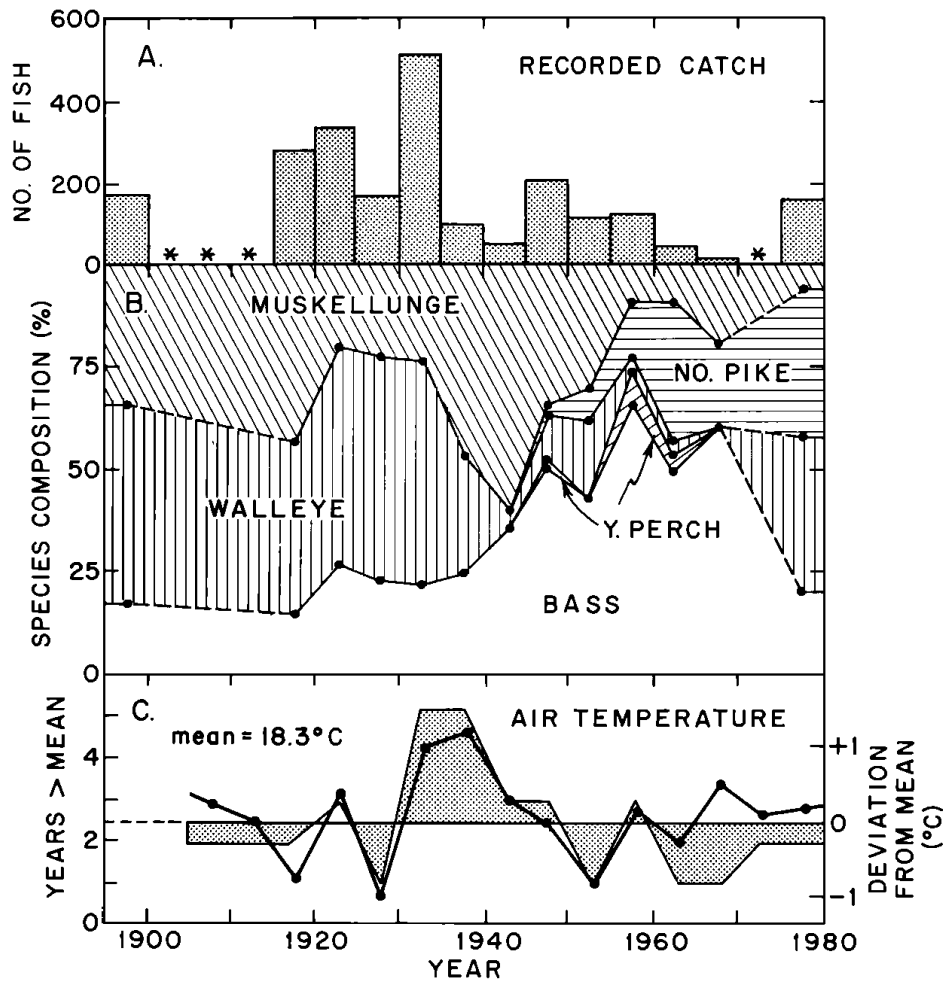 600
400
200
0
NO. OF FISH
A.
RECORDED CATCH
* * * *
B.
MUSKELLUNGE
NO. PIKE
WALLEYE
Y. PERCH
BASS
75
50
25
0
SPECIES COMPOSITION (%)
C.
AIR TEMPERATURE
mean = 18.3°C
4
2
0
YEARS > MEAN
+1
0
-1
DEVIATION
FROM MEAN
(°C)
1900 1920 1940 1960 1980
YEAR